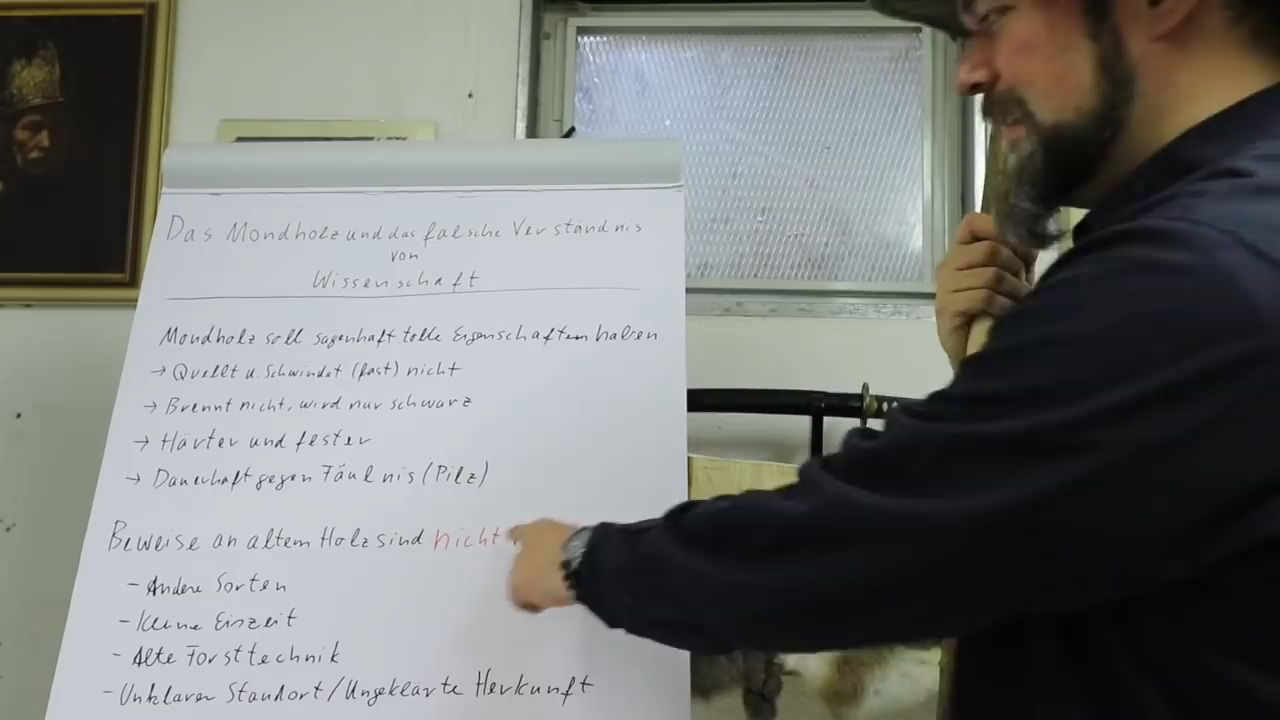 Das Mondholz und das falsche Verständnis
von
Wissenschaft
Mondholz soll sagenhaft tolle Eigenschaften haben
→ Quellt u. Schwindet (fast) nicht
→ Brennt nicht, wird nur schwarz
→ Härter und fester
→ Dauerhaft gegen Fäulnis (Pilz)
Beweise an altem Holz sind nicht
- Andere Sorten
- Keine Eiszeit
- Alte Forsttechnik
- Unklarer Standort/Ungeklärte Herkunft